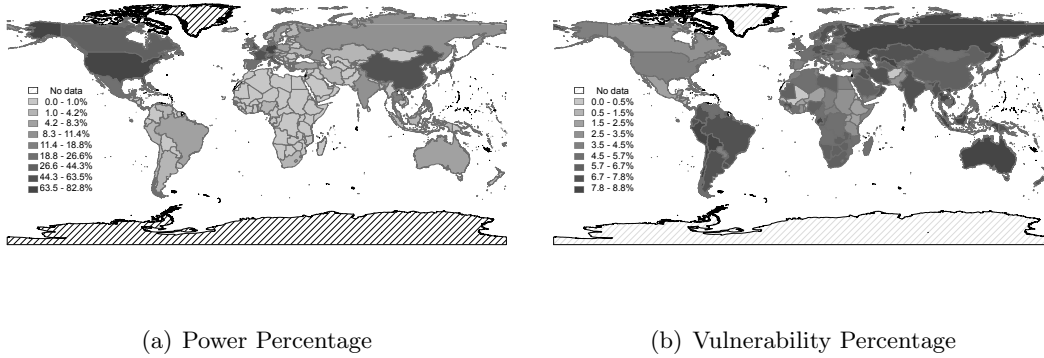 No data
0.0 - 1.0%
1.0 - 4.2%
4.2 - 8.3%
8.3 - 11.4%
11.4 - 18.8%
18.8 - 26.6%
26.6 - 44.3%
44.3 - 63.5%
63.5 - 82.8%
No data
0.0 - 0.5%
0.5 - 1.5%
1.5 - 2.5%
2.5 - 3.5%
3.5 - 4.5%
4.5 - 5.7%
5.7 - 6.7%
6.7 - 7.8%
7.8 - 8.8%
(a) Power Percentage
(b) Vulnerability Percentage